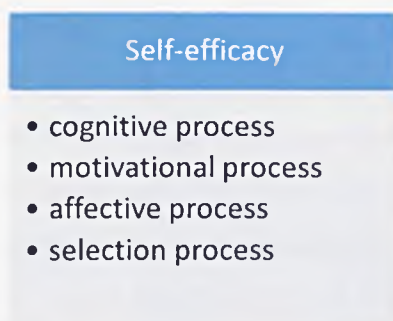 Self-efficacy
• cognitive process
• motivational process
• affective process
• selection process